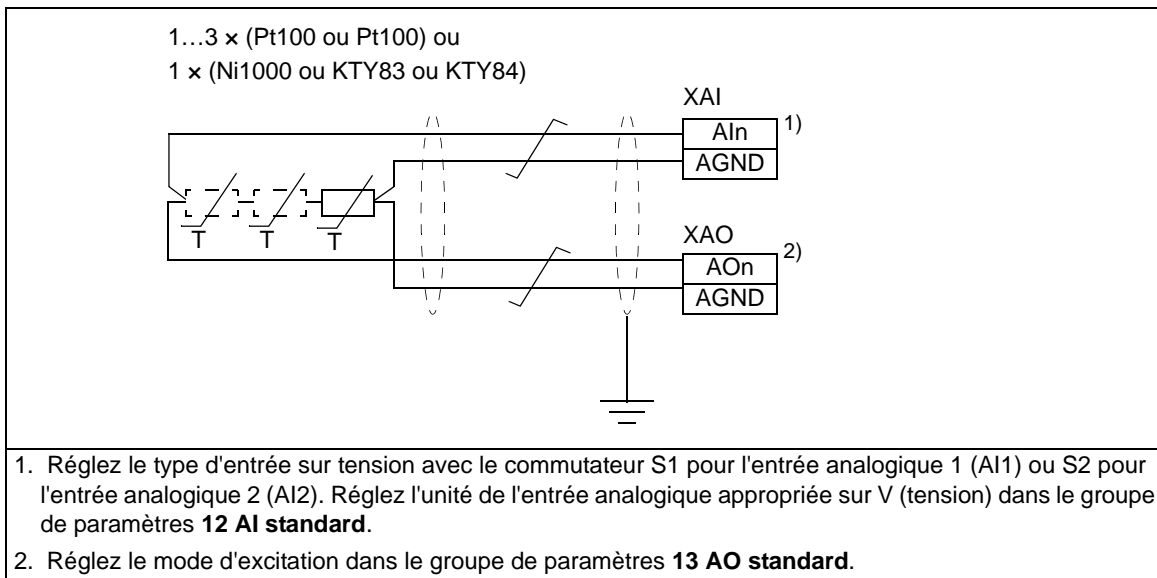 1…3 × (Pt100 ou Pt100) ou
1 × (Ni1000 ou KTY83 ou KTY84)
XAI
AIn 1)
AGND
T T T
XAO
AOn 2)
AGND
1. Réglez le type d'entrée sur tension avec le commutateur S1 pour l'entrée analogique 1 (AI1) ou S2 pour
l'entrée analogique 2 (AI2). Réglez l'unité de l'entrée analogique appropriée sur V (tension) dans le groupe
de paramètres 12 AI standard.
2. Réglez le mode d'excitation dans le groupe de paramètres 13 AO standard.